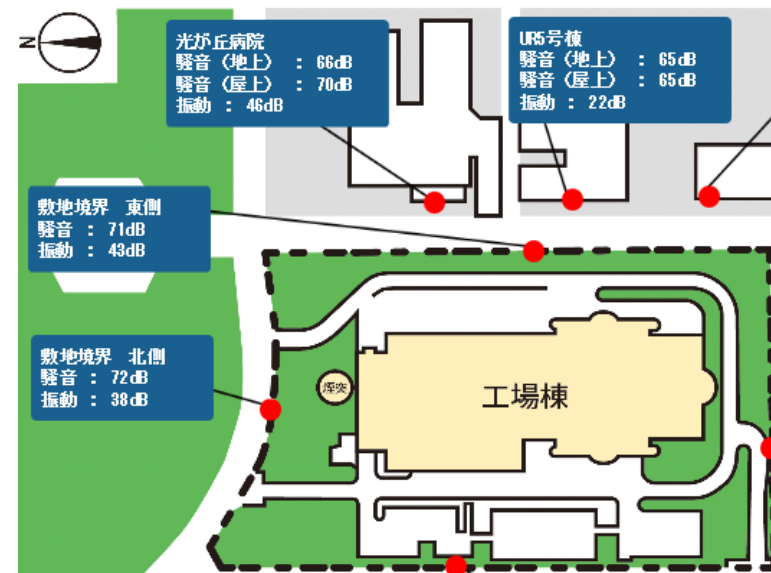 N
光が丘病院
騒音（地上） : 66dB
騒音（屋上） : 70dB
振動 : 46dB
UR5号棟
騒音（地上） : 65dB
騒音（屋上） : 65dB
振動 : 22dB
敷地境界 東側
騒音 : 71dB
振動 : 43dB
敷地境界 北側
騒音 : 72dB
振動 : 38dB
煙突
工場棟